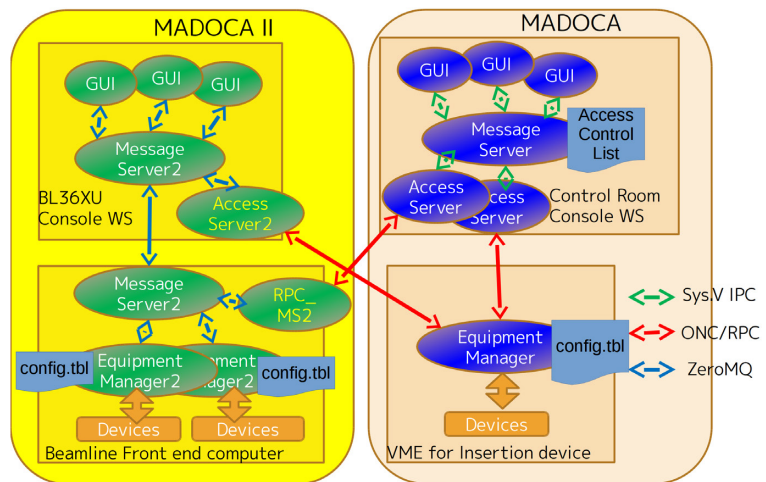 MADOCA II
GUI
GUI
GUI
Message
Server2
BL36XU
Console WS
Access
Server2
Message
Server2
RPC_
MS2
config.tbl
Equipment
Manager2
ment
Manager2
config.tbl
Devices
Devices
Beamline Front end computer
MADOCA
GUI
GUI
GUI
Message
Server
Access
Control
List
Access
Server
cess
Server
Control Room
Console WS
Equipment
Manager
config.tbl
Devices
VME for Insertion device
Sys.V IPC
ONC/RPC
ZeroMQ